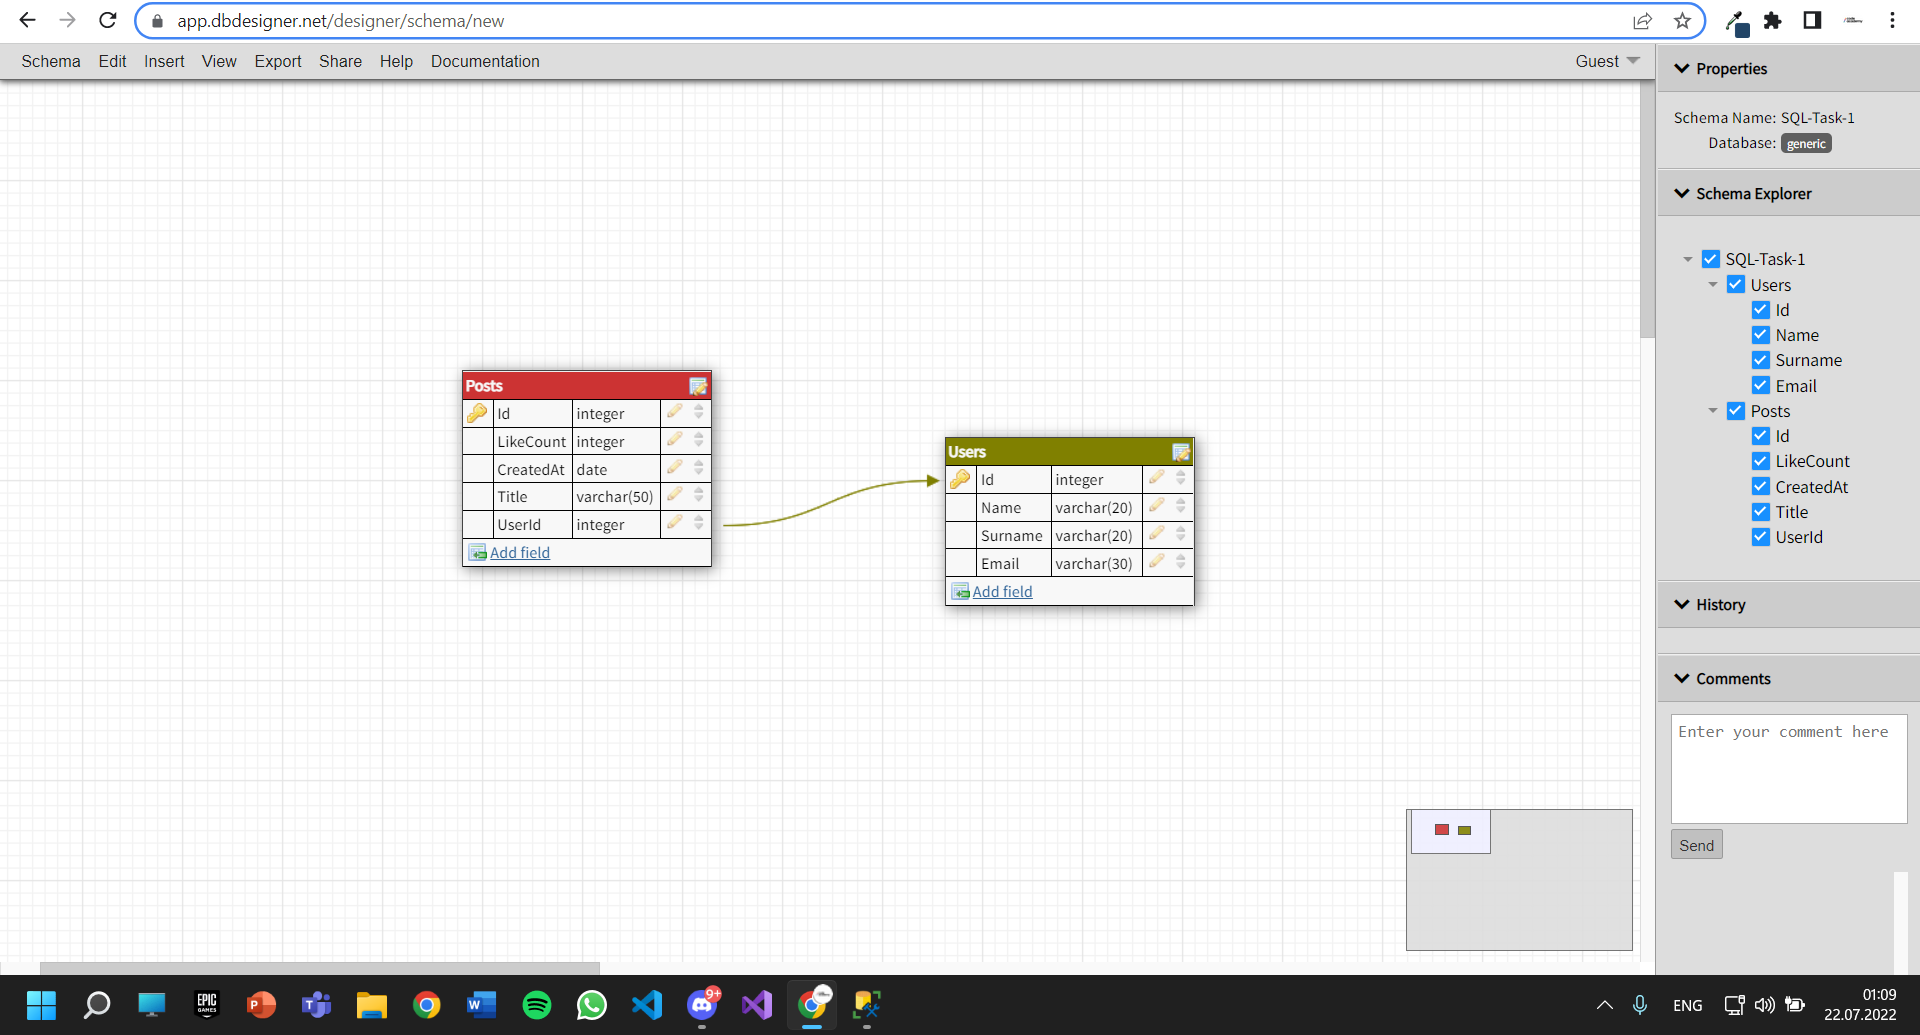 app.dbdesigner.net/designer/schema/new
Schema Edit Insert View Export Share Help Documentation Guest
Posts
Id integer
LikeCount integer
CreatedAt date
Title varchar(50)
UserId integer
Add field
Users
Id integer
Name varchar(20)
Surname varchar(20)
Email varchar(30)
Add field
Properties
Schema Name: SQL-Task-1
Database: generic
Schema Explorer
SQL-Task-1
Users
Id
Name
Surname
Email
Posts
Id
LikeCount
CreatedAt
Title
UserId
History
Comments
Enter your comment here
Send
EPIC
GAMES
9+
ENG
01:09
22.07.2022